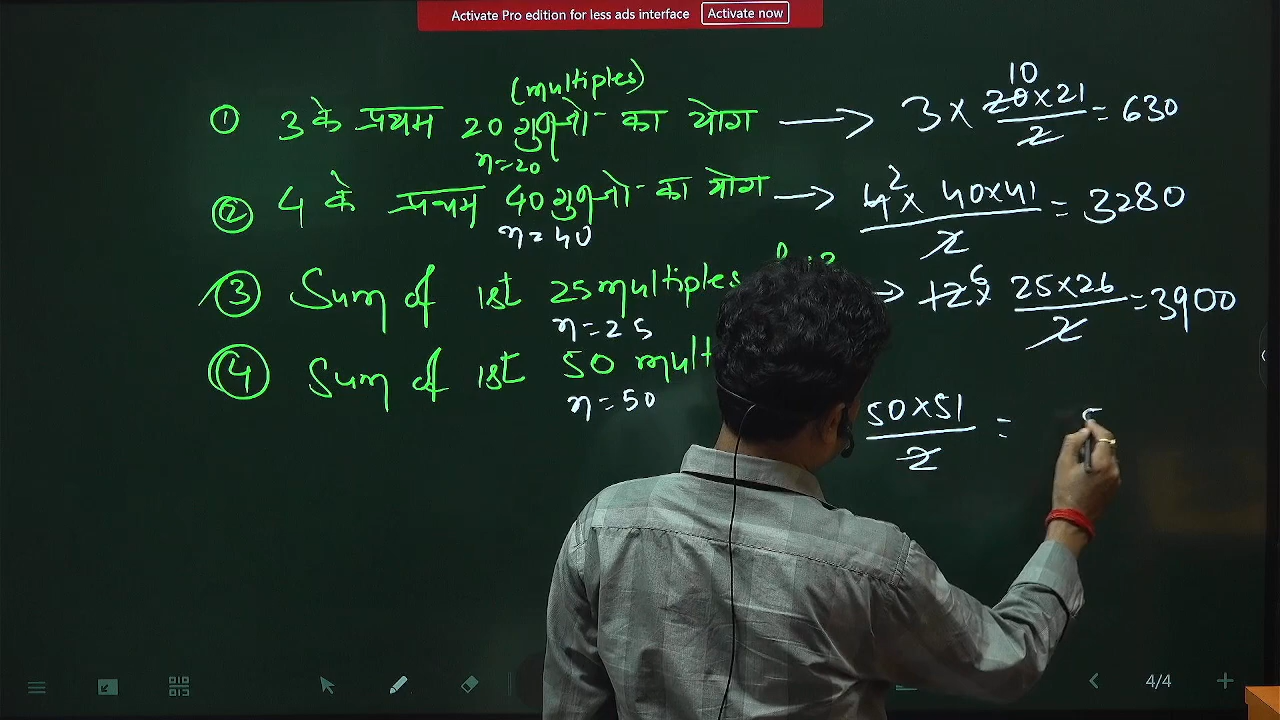 Activate Pro edition for less ads interface Activate now
(multiples)
① 3 के प्रथम 20 गुणजो का योग → 3 × 20×21/2 = 630
10
n=20
② 4 के प्रथम 40 गुणजो का योग → 4 × 40×41/2 = 3280
2
n=40
③ Sum of 1st 25 multiples → 12 × 25×26/2 = 3900
6
n=25
④ Sum of 1st 50 50×51/2 =
n=50
4/4